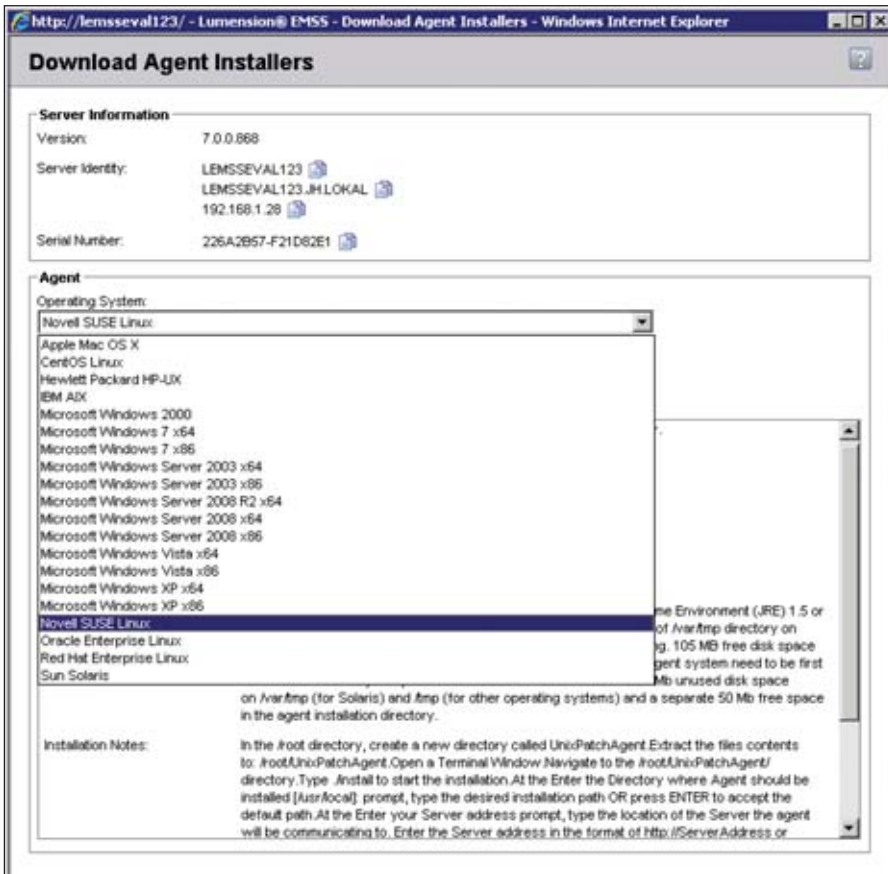 http://lemsseval123/ - Lumension® EMSS - Download Agent Installers - Windows Internet Explorer
Download Agent Installers
Server Information
Version: 7.0.0.868
Server Identity: LEMSSEVAL123
LEMSSEVAL123.JH.LOKAL
192.168.1.28
Serial Number: 226A2B57-F21D82E1
Agent
Operating System:
Novell SUSE Linux
Apple Mac OS X
CentOS Linux
Hewlett Packard HP-UX
IBM AIX
Microsoft Windows 2000
Microsoft Windows 7 x64
Microsoft Windows 7 x86
Microsoft Windows Server 2003 x64
Microsoft Windows Server 2003 x86
Microsoft Windows Server 2008 R2 x64
Microsoft Windows Server 2008 x64
Microsoft Windows Server 2008 x86
Microsoft Windows Vista x64
Microsoft Windows Vista x86
Microsoft Windows XP x64
Microsoft Windows XP x86
Novell SUSE Linux
Oracle Enterprise Linux
Red Hat Enterprise Linux
Sun Solaris
me Environment (JRE) 1.5 or
of /var/tmp directory on
g. 105 MB free disk space
gent system need to be first
Mb unused disk space
on /var/tmp (for Solaris) and /tmp (for other operating systems) and a separate 50 Mb free space
in the agent installation directory.
Installation Notes: In the /root directory, create a new directory called UnixPatchAgent.Extract the files contents
to: /root/UnixPatchAgent.Open a Terminal Window.Navigate to the /root/UnixPatchAgent/
directory.Type ./install to start the installation.At the Enter the Directory where Agent should be
installed [/usr/local]: prompt, type the desired installation path OR press ENTER to accept the
default path.At the Enter your Server address prompt, type the location of the Server the agent
will be communicating to. Enter the Server address in the format of http://ServerAddress or